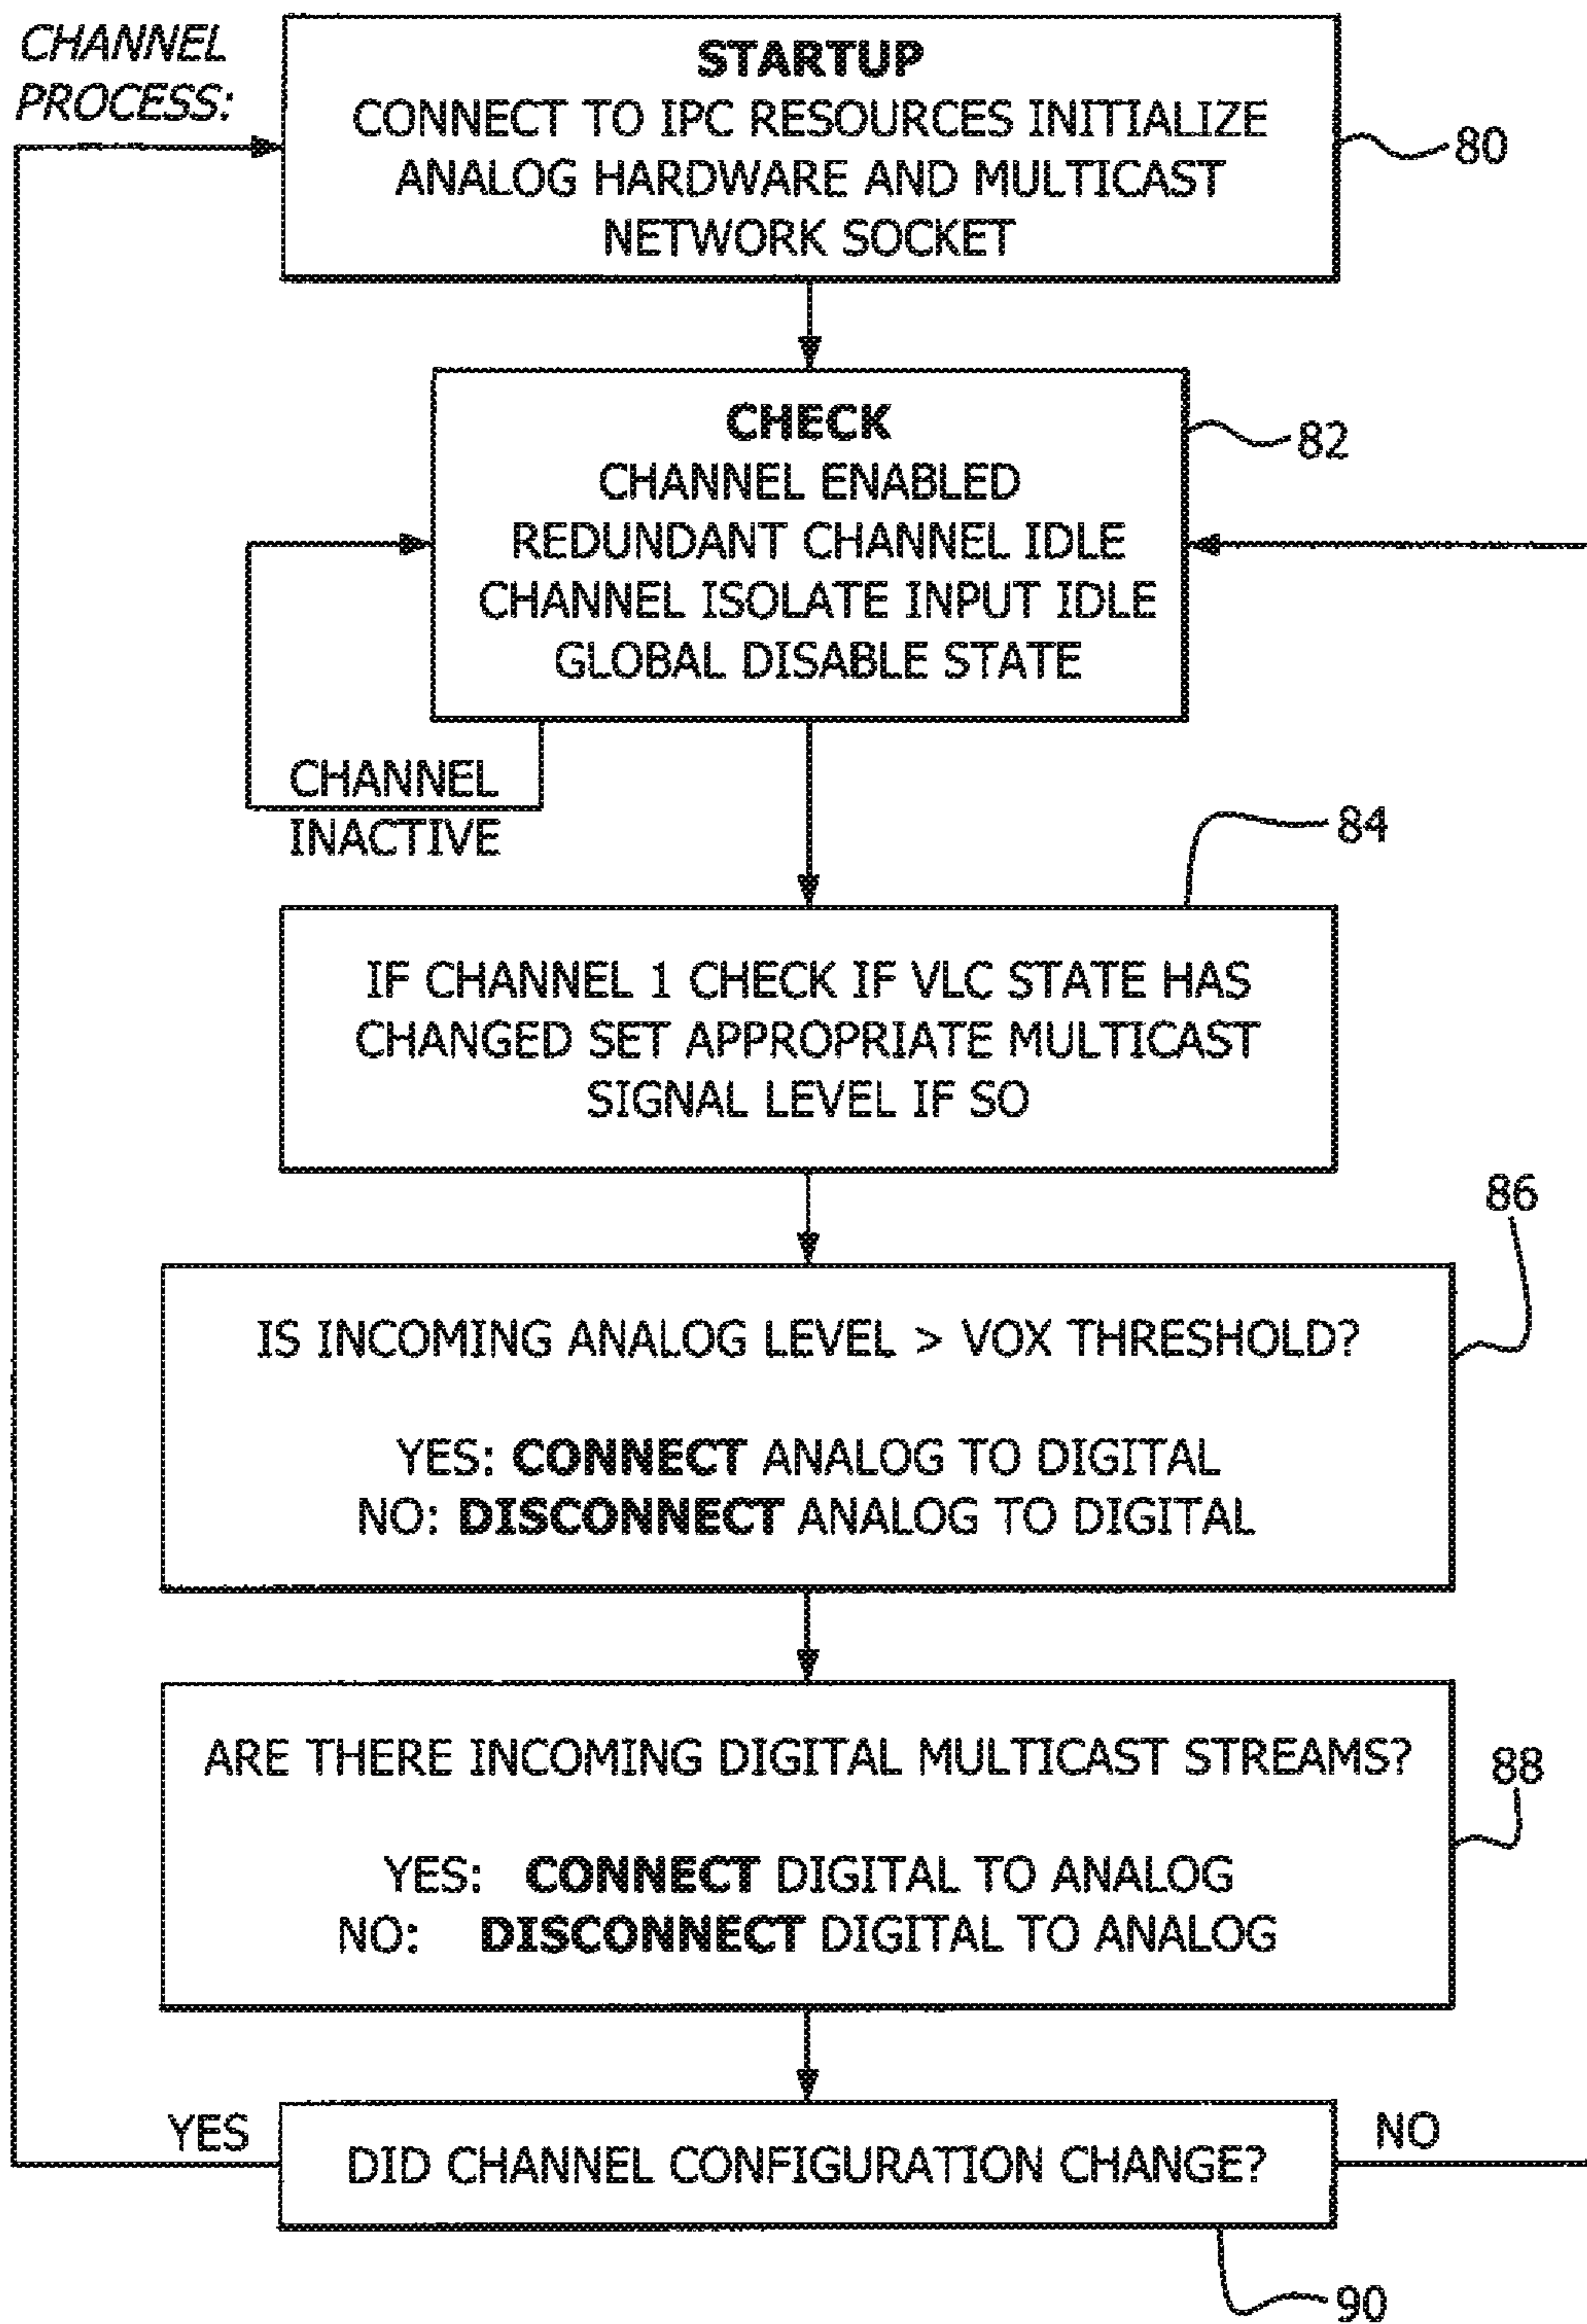 CHANNEL
PROCESS:
STARTUP
CONNECT TO IPC RESOURCES INITIALIZE
ANALOG HARDWARE AND MULTICAST
NETWORK SOCKET
80
CHECK
CHANNEL ENABLED
REDUNDANT CHANNEL IDLE
CHANNEL ISOLATE INPUT IDLE
GLOBAL DISABLE STATE
82
CHANNEL
INACTIVE
84
IF CHANNEL 1 CHECK IF VLC STATE HAS
CHANGED SET APPROPRIATE MULTICAST
SIGNAL LEVEL IF SO
86
IS INCOMING ANALOG LEVEL > VOX THRESHOLD?
YES: CONNECT ANALOG TO DIGITAL
NO: DISCONNECT ANALOG TO DIGITAL
ARE THERE INCOMING DIGITAL MULTICAST STREAMS?
88
YES: CONNECT DIGITAL TO ANALOG
NO: DISCONNECT DIGITAL TO ANALOG
YES
DID CHANNEL CONFIGURATION CHANGE?
NO
90